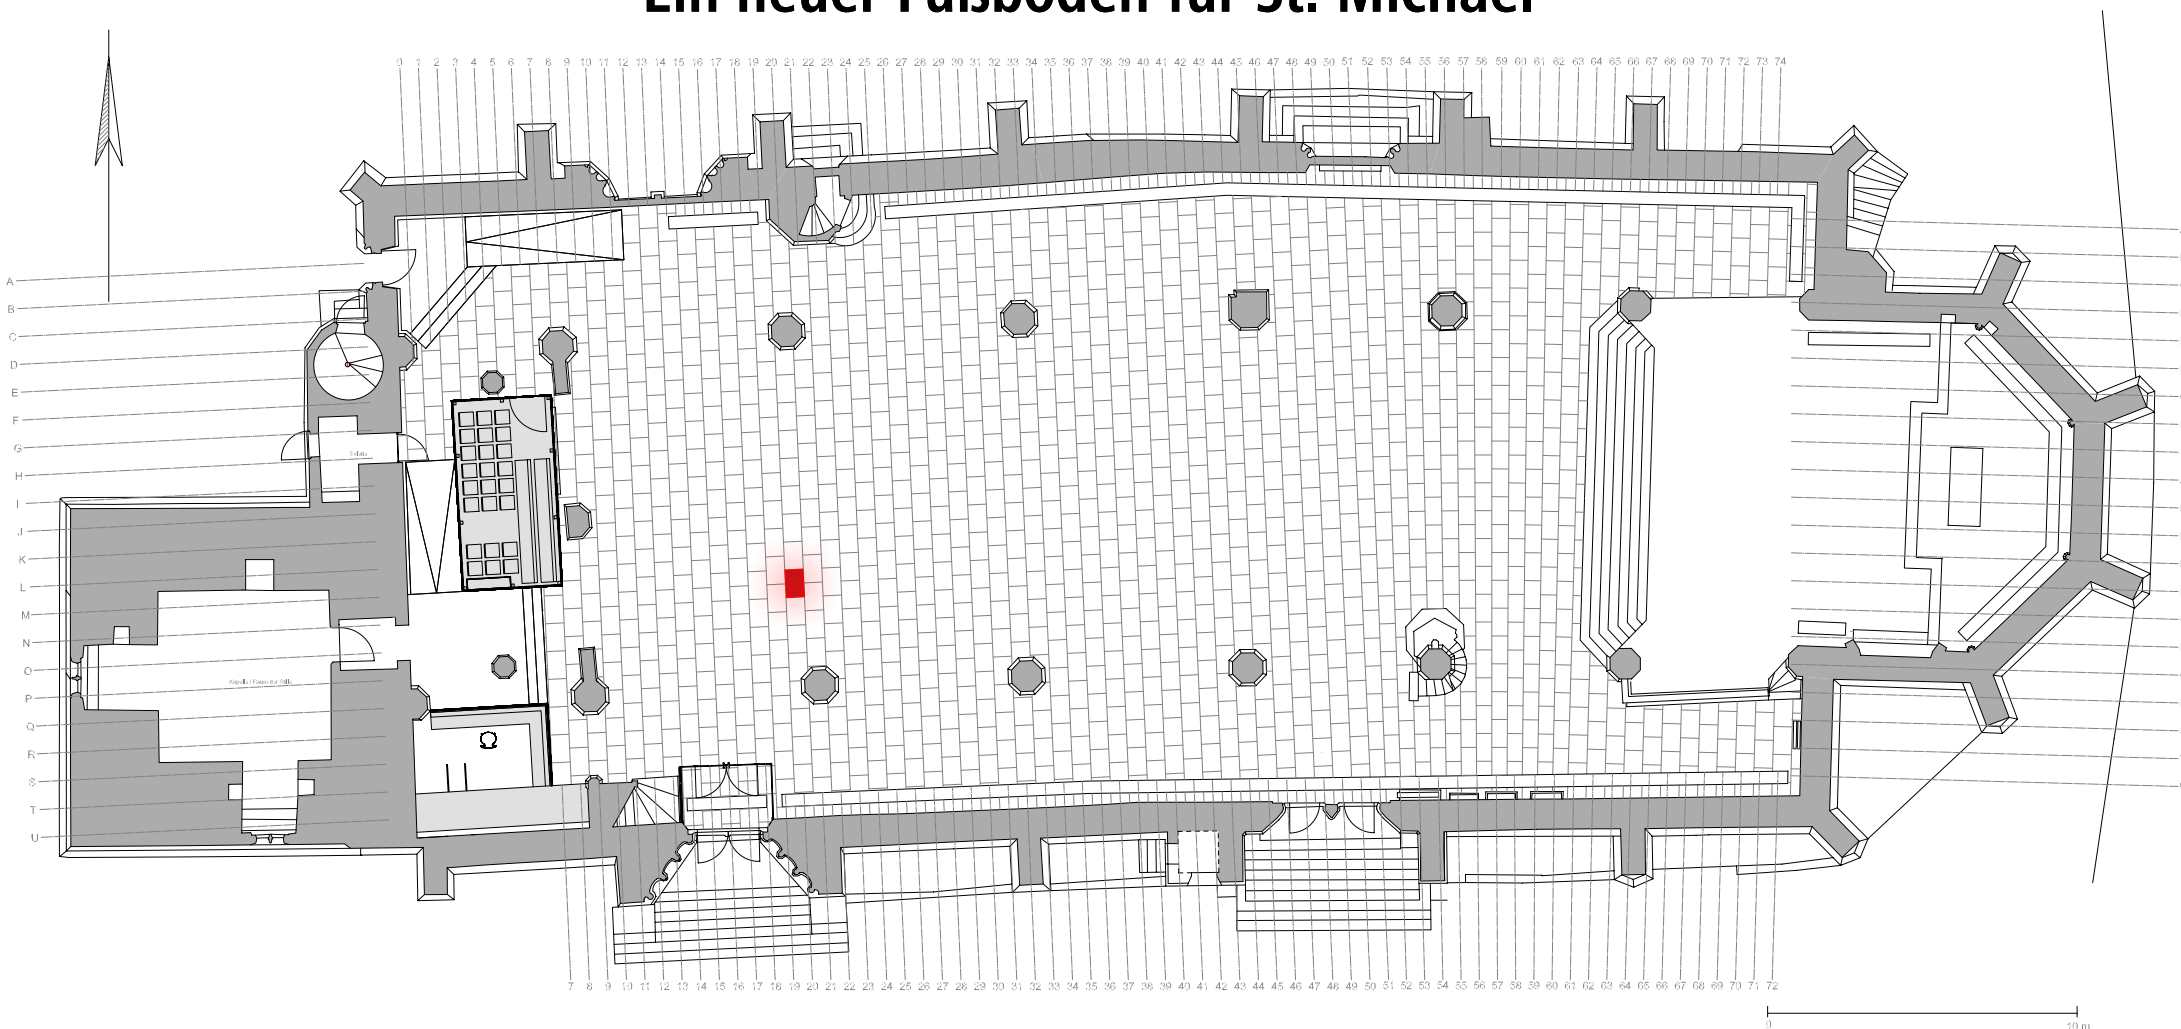 Ein neuer Fußboden für St. Michael
0 1 2 3 4 5 6 7 8 9 10 11 12 13 14 15 16 17 18 19 20 21 22 23 24 25 26 27 28 29 30 31 32 33 34 35 36 37 38 39 40 41 42 43 44 45 46 47 48 49 50 51 52 53 54 55 56 57 58 59 60 61 62 63 64 65 66 67 68 69 70 71 72 73 74
A
B
C
D
E
F
G
H
I
J
K
L
M
N
O
P
Q
R
S
T
U
7 8 9 10 11 12 13 14 15 16 17 18 19 20 21 22 23 24 25 26 27 28 29 30 31 32 33 34 35 36 37 38 39 40 41 42 43 44 45 46 47 48 49 50 51 52 53 54 55 56 57 58 59 60 61 62 63 64 65 66 67 68 69 70 71 72
0 10 m